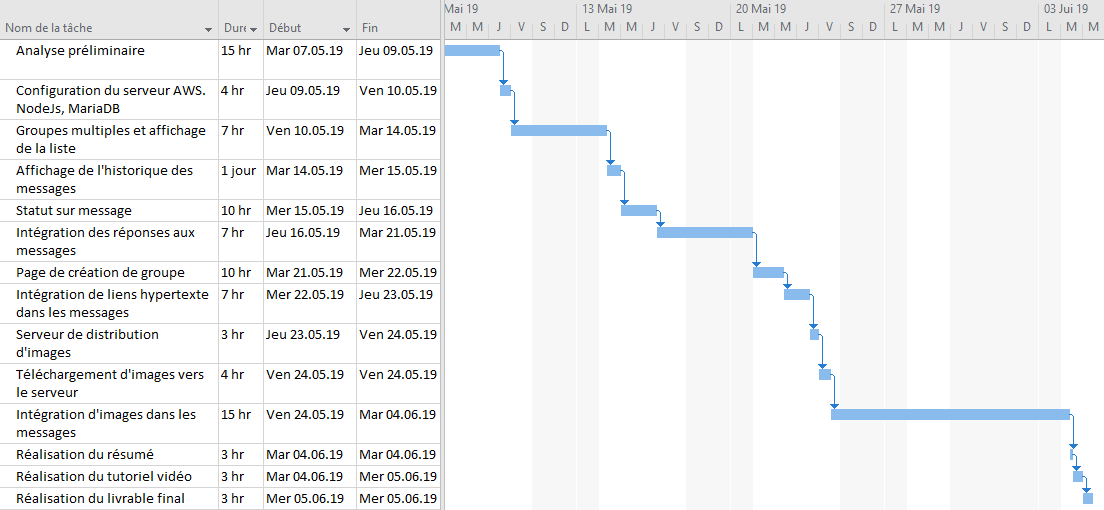 Mai 19 13 Mai 19 20 Mai 19 27 Mai 19 03 Jui 19
Nom de la tâche Duré Début Fin M M J V S D L M M J V S D L M M J V S D L M M J V S D L M M
Analyse préliminaire 15 hr Mar 07.05.19 Jeu 09.05.19
Configuration du serveur AWS. 4 hr Jeu 09.05.19 Ven 10.05.19
NodeJs, MariaDB
Groupes multiples et affichage 7 hr Ven 10.05.19 Mar 14.05.19
de la liste
Affichage de l'historique des 1 jour Mar 14.05.19 Mer 15.05.19
messages
Statut sur message 10 hr Mer 15.05.19 Jeu 16.05.19
Intégration des réponses aux 7 hr Jeu 16.05.19 Mar 21.05.19
messages
Page de création de groupe 10 hr Mar 21.05.19 Mer 22.05.19
Intégration de liens hypertexte 7 hr Mer 22.05.19 Jeu 23.05.19
dans les messages
Serveur de distribution 3 hr Jeu 23.05.19 Ven 24.05.19
d'images
Téléchargement d'images vers 4 hr Ven 24.05.19 Ven 24.05.19
le serveur
Intégration d'images dans les 15 hr Ven 24.05.19 Mar 04.06.19
messages
Réalisation du résumé 3 hr Mar 04.06.19 Mar 04.06.19
Réalisation du tutoriel vidéo 3 hr Mar 04.06.19 Mer 05.06.19
Réalisation du livrable final 3 hr Mer 05.06.19 Mer 05.06.19